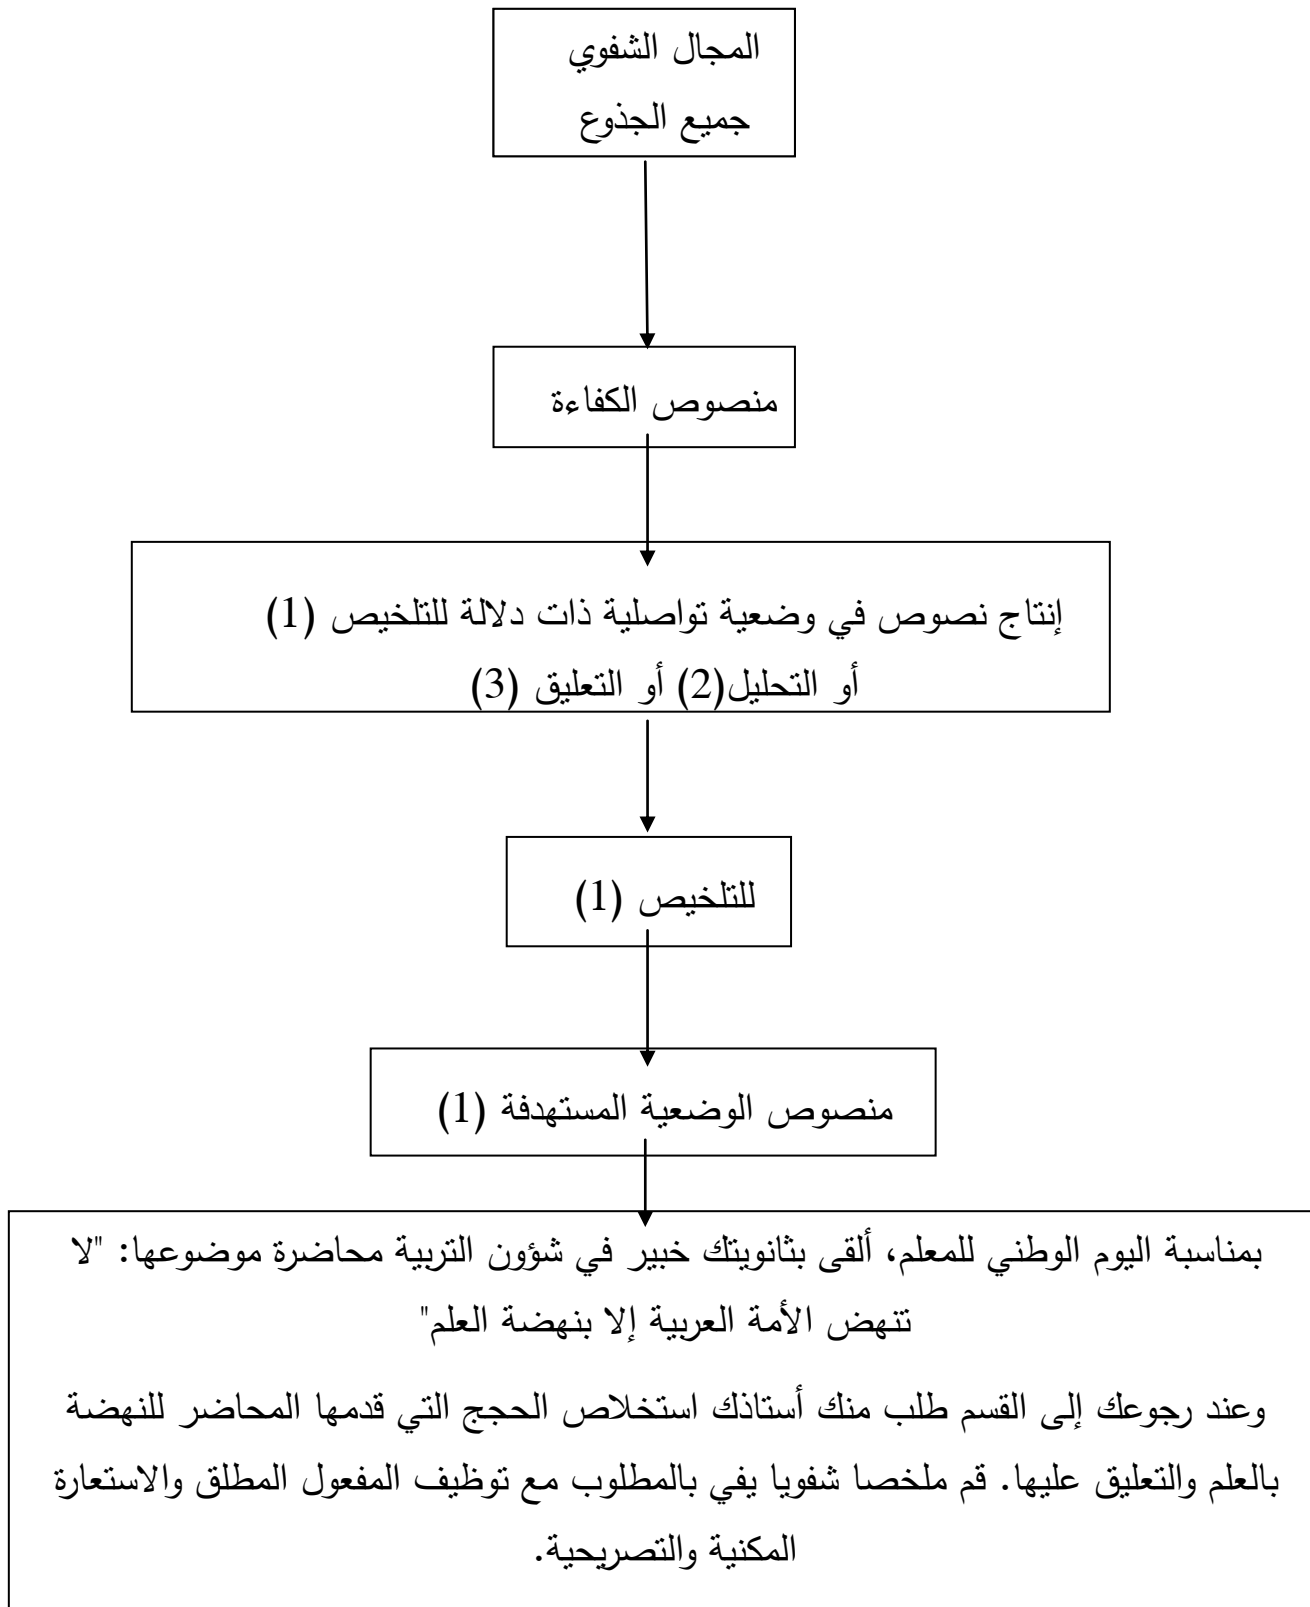 المجال الشفوي
جميع الجذوع
منصوص الكفاءة
إنتاج نصوص في وضعية تواصلية ذات دلالة للتلخيص (1)
أو التحليل(2) أو التعليق (3)
للتلخيص (1)
منصوص الوضعية المستهدفة (1)
بمناسبة اليوم الوطني للمعلم، ألقى بثانويتك خبير في شؤون التربية محاضرة موضوعها: "لا
تنهض الأمة العربية إلا بنهضة العلم"
وعند رجوعك إلى القسم طلب منك أستاذك استخلاص الحجج التي قدمها المحاضر للنهضة
بالعلم والتعليق عليها. قم ملخصا شفويا يفي بالمطلوب مع توظيف المفعول المطلق والاستعارة
المكنية والتصريحية.